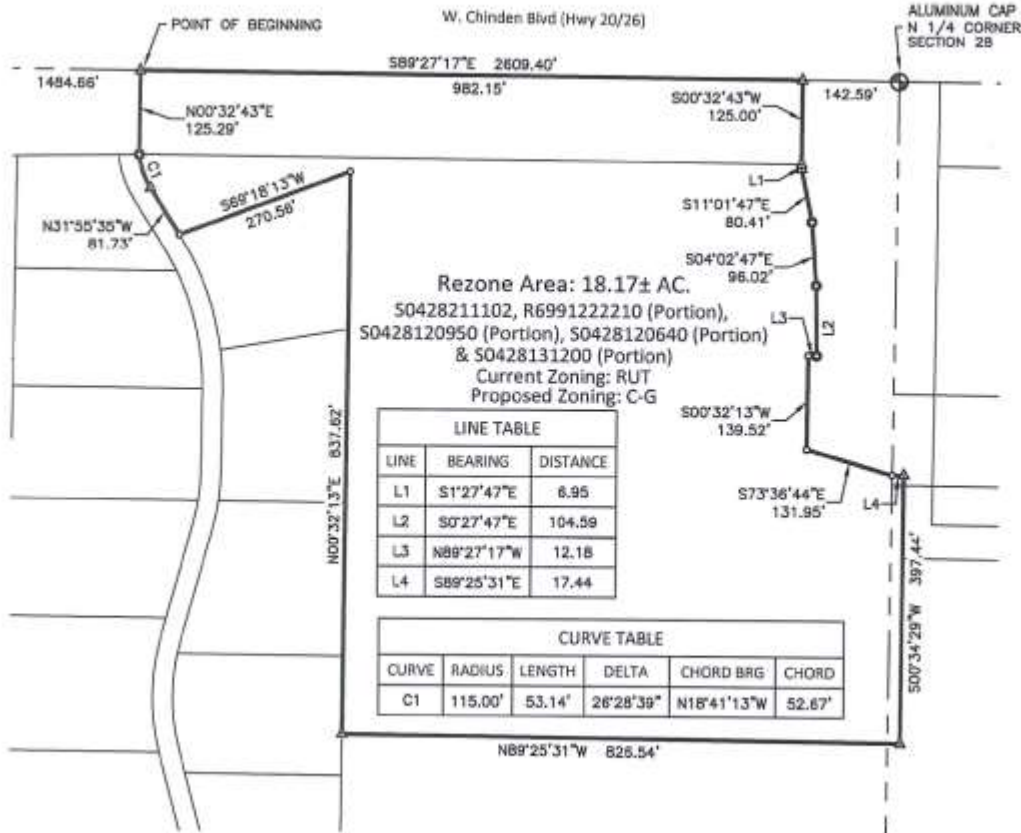 POINT OF BEGINNING
W. Chinden Blvd (Hwy 20/26)
ALUMINUM CAP
N 1/4 CORNER
SECTION 28
S89°27'17"E 2609.40'
1484.66'
982.15'
142.59'
N00°32'43"E
125.29'
S00°32'43"W
125.00'
C1
L1
S69°18'13"W
270.56'
S11°01'47"E
80.41'
N31°55'35"W
81.73'
S04°02'47"E
96.02'
Rezone Area: 18.17± AC.
S0428211102, R6991222210 (Portion),
S0428120950 (Portion), S0428120640 (Portion)
& S0428131200 (Portion)
Current Zoning: RUT
Proposed Zoning: C-G
L3
L2
S00°32'13"W
139.52'
N00°32'13"E 837.62'
LINE TABLE
LINE BEARING DISTANCE
L1 S1°27'47"E 6.95
L2 S0°27'47"E 104.59
L3 N89°27'17"W 12.18
L4 S89°25'31"E 17.44
S73°36'44"E
131.95'
L4
S00°34'29"W 397.44'
CURVE TABLE
CURVE RADIUS LENGTH DELTA CHORD BRG CHORD
C1 115.00' 53.14' 26°28'39" N18°41'13"W 52.67'
N89°25'31"W 826.54'